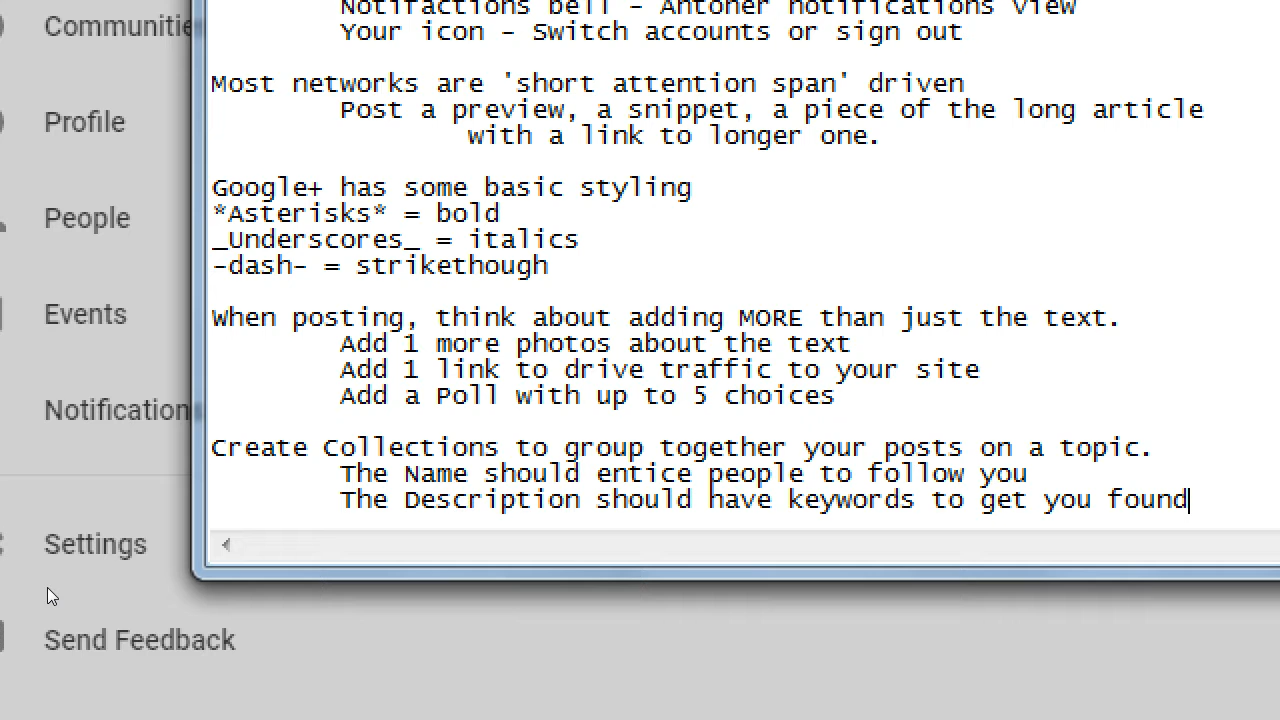 Communitie
Profile
People
Events
Notification
Settings
Send Feedback
Notifactions bell - Antoher notifications view
Your icon - Switch accounts or sign out
Most networks are 'short attention span' driven
Post a preview, a snippet, a piece of the long article
with a link to longer one.
Google+ has some basic styling
*Asterisks* = bold
_Underscores_ = italics
-dash- = strikethough
When posting, think about adding MORE than just the text.
Add 1 more photos about the text
Add 1 link to drive traffic to your site
Add a Poll with up to 5 choices
Create Collections to group together your posts on a topic.
The Name should entice people to follow you
The Description should have keywords to get you found